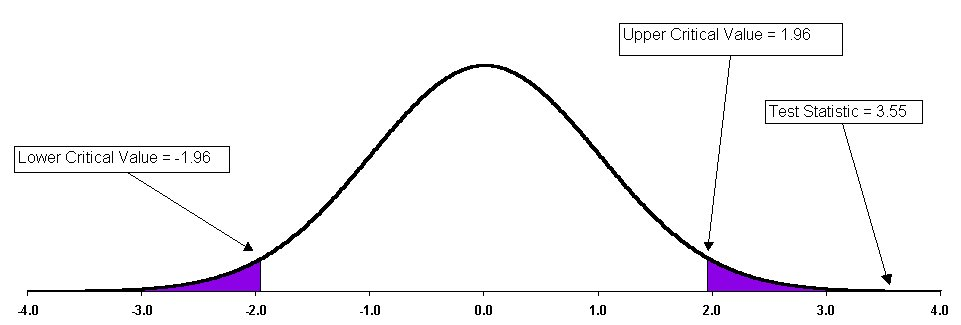 Upper Critical Value = 1.96
Test Statistic = 3.55
Lower Critical Value = -1.96
-4.0 -3.0 -2.0 -1.0 0.0 1.0 2.0 3.0 4.0